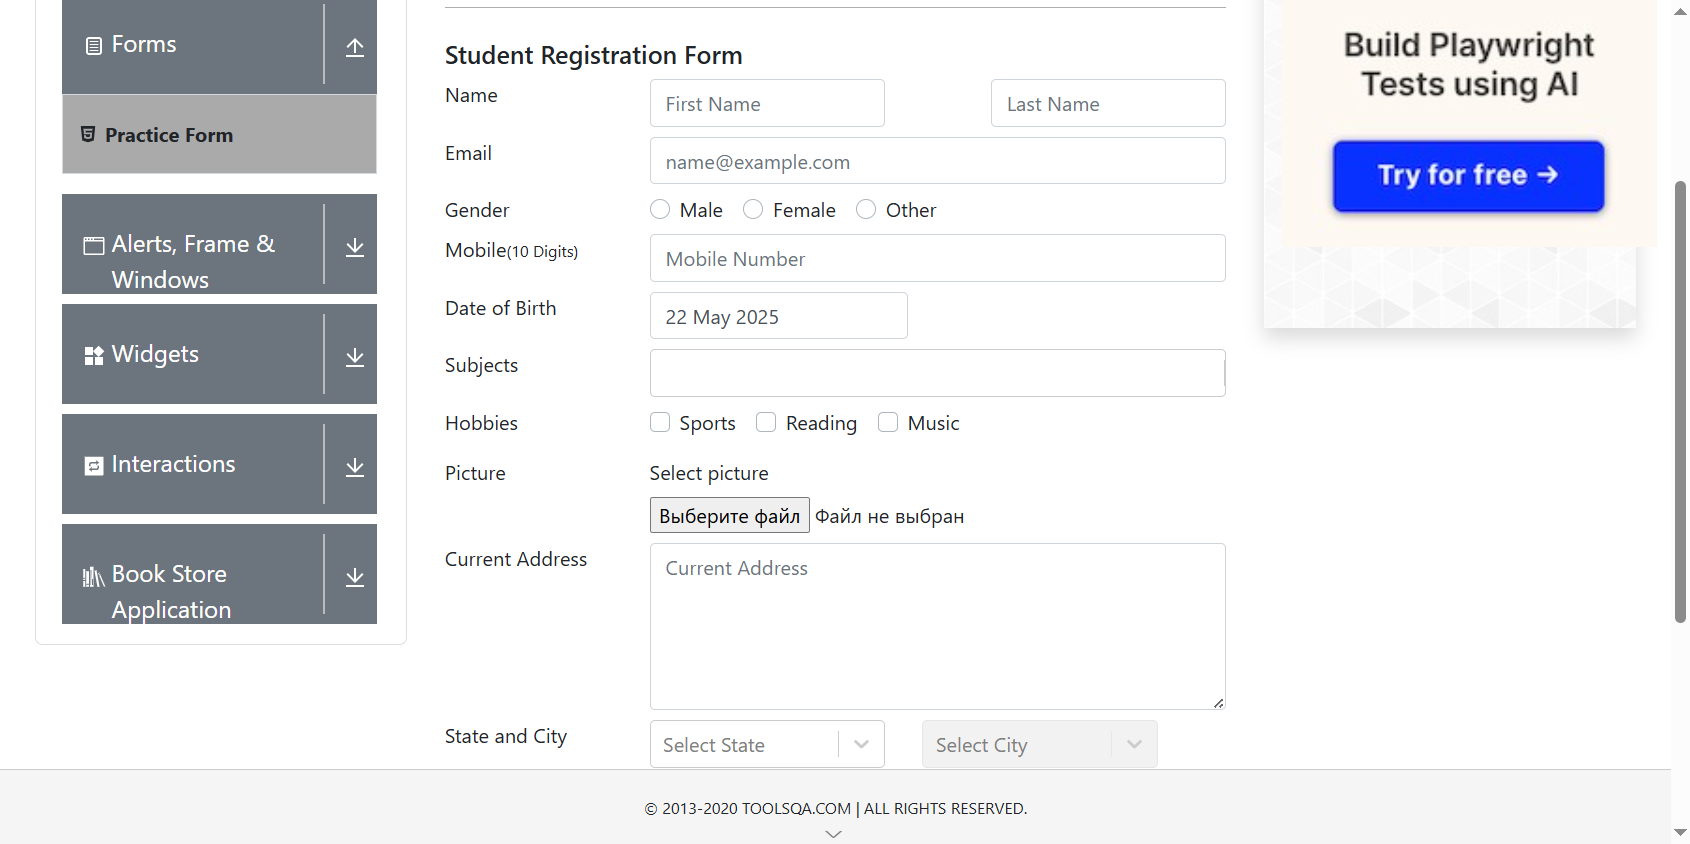 Forms
Practice Form
Alerts, Frame &
Windows
Widgets
Interactions
Book Store
Application
Student Registration Form
Name
First Name
Last Name
Email
name@example.com
Gender
Male
Female
Other
Mobile(10 Digits)
Mobile Number
Date of Birth
22 May 2025
Subjects
Hobbies
Sports
Reading
Music
Picture
Select picture
Выберите файл
Файл не выбран
Current Address
Current Address
State and City
Select State
Select City
Build Playwright
Tests using AI
Try for free →
© 2013-2020 TOOLSQA.COM | ALL RIGHTS RESERVED.